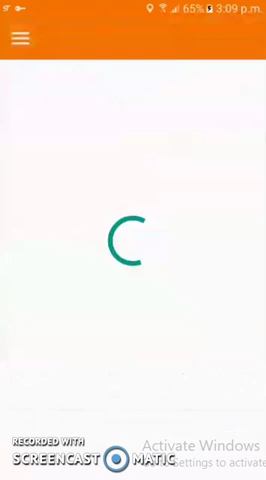 65% 3:09 p.m.
RECORDED WITH
Activate Windows
SCREENCAST MATIC
Settings to activate